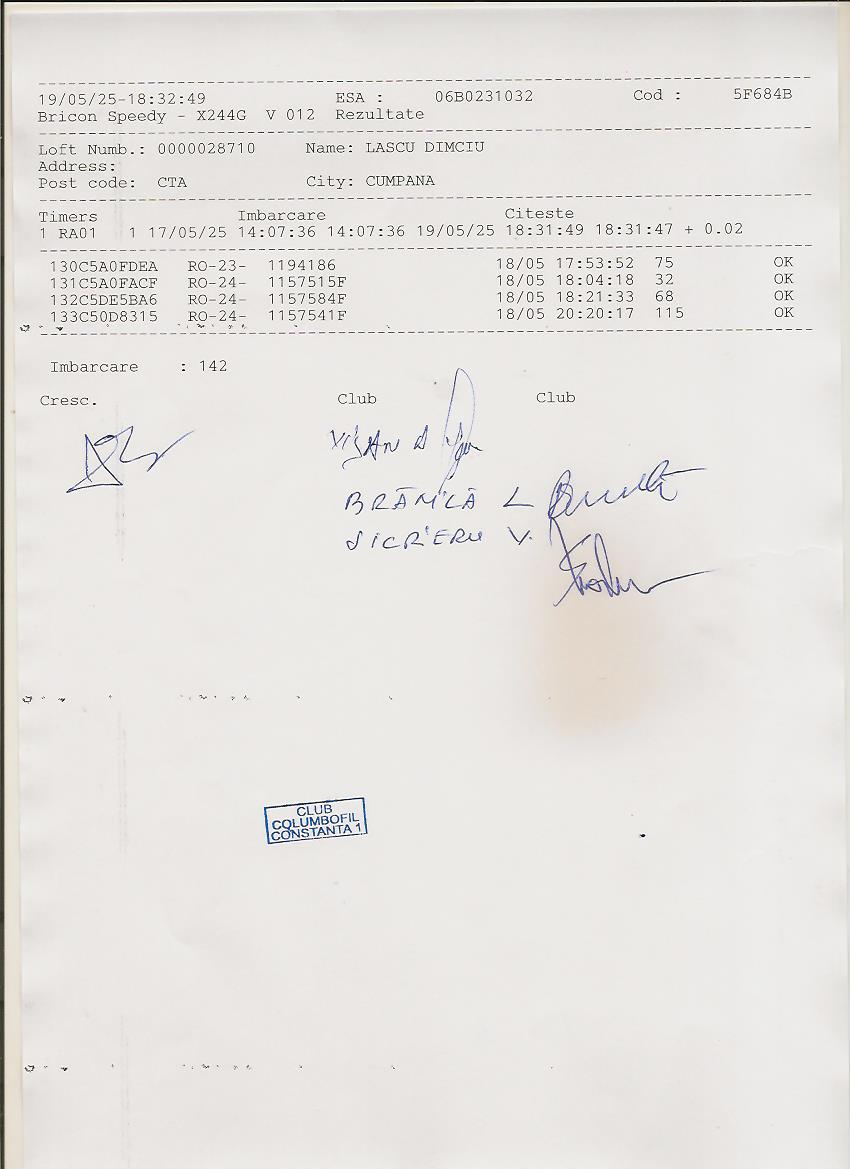 19/05/25-18:32:49 ESA : 06B0231032 Cod : 5F684B
Bricon Speedy - X244G V 012 Rezultate
Loft Numb.: 0000028710 Name: LASCU DIMCIU
Address:
Post code: CTA City: CUMPANA
Timers Imbarcare Citeste
1 RA01 1 17/05/25 14:07:36 14:07:36 19/05/25 18:31:49 18:31:47 + 0.02
130C5A0FDEA RO-23- 1194186 18/05 17:53:52 75 OK
131C5A0FACF RO-24- 1157515F 18/05 18:04:18 32 OK
132C5DE5BA6 RO-24- 1157584F 18/05 18:21:33 68 OK
133C50D8315 RO-24- 1157541F 18/05 20:20:17 115 OK
Imbarcare : 142
Cresc. Club Club
VIȘAN A
BRĂNICĂ L
SICRIERU V.
CLUB
COLUMBOFIL
CONSTANTA 1